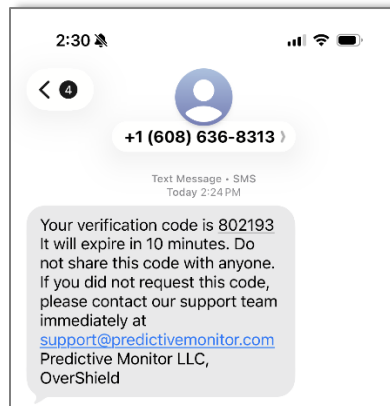 2:30
4
+1 (608) 636-8313
Text Message • SMS
Today 2:24 PM
Your verification code is 802193
It will expire in 10 minutes. Do
not share this code with anyone.
If you did not request this code,
please contact our support team
immediately at
support@predictivemonitor.com
Predictive Monitor LLC,
OverShield